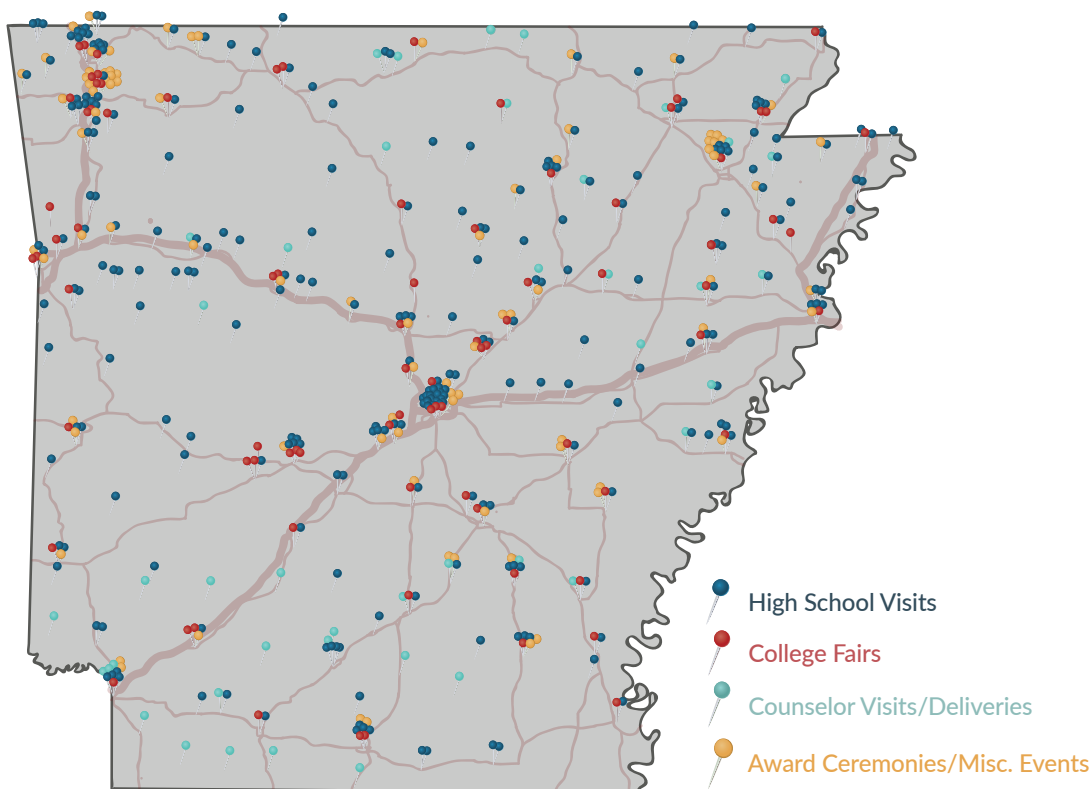 High School Visits
College Fairs
Counselor Visits/Deliveries
Award Ceremonies/Misc. Events